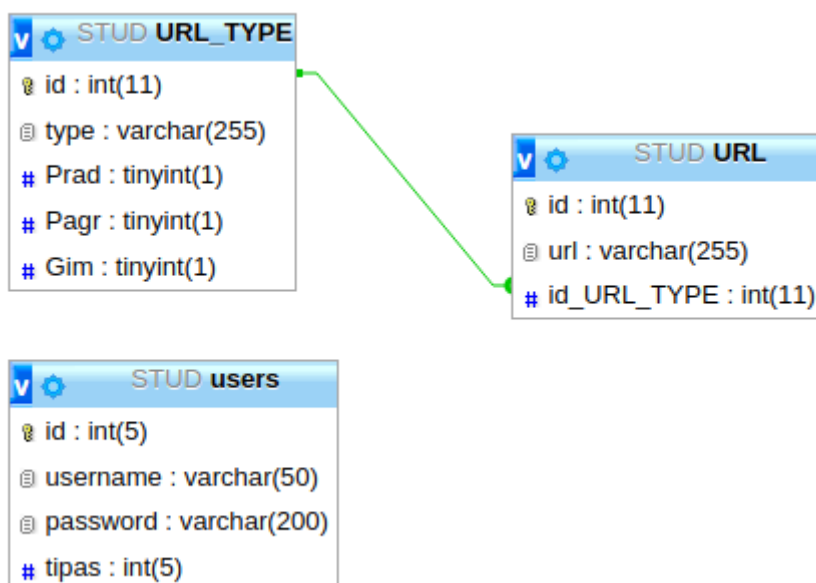 v STUD URL_TYPE
id : int(11)
type : varchar(255)
# Prad : tinyint(1)
# Pagr : tinyint(1)
# Gim : tinyint(1)
v STUD URL
id : int(11)
url : varchar(255)
# id_URL_TYPE : int(11)
v STUD users
id : int(5)
username : varchar(50)
password : varchar(200)
# tipas : int(5)